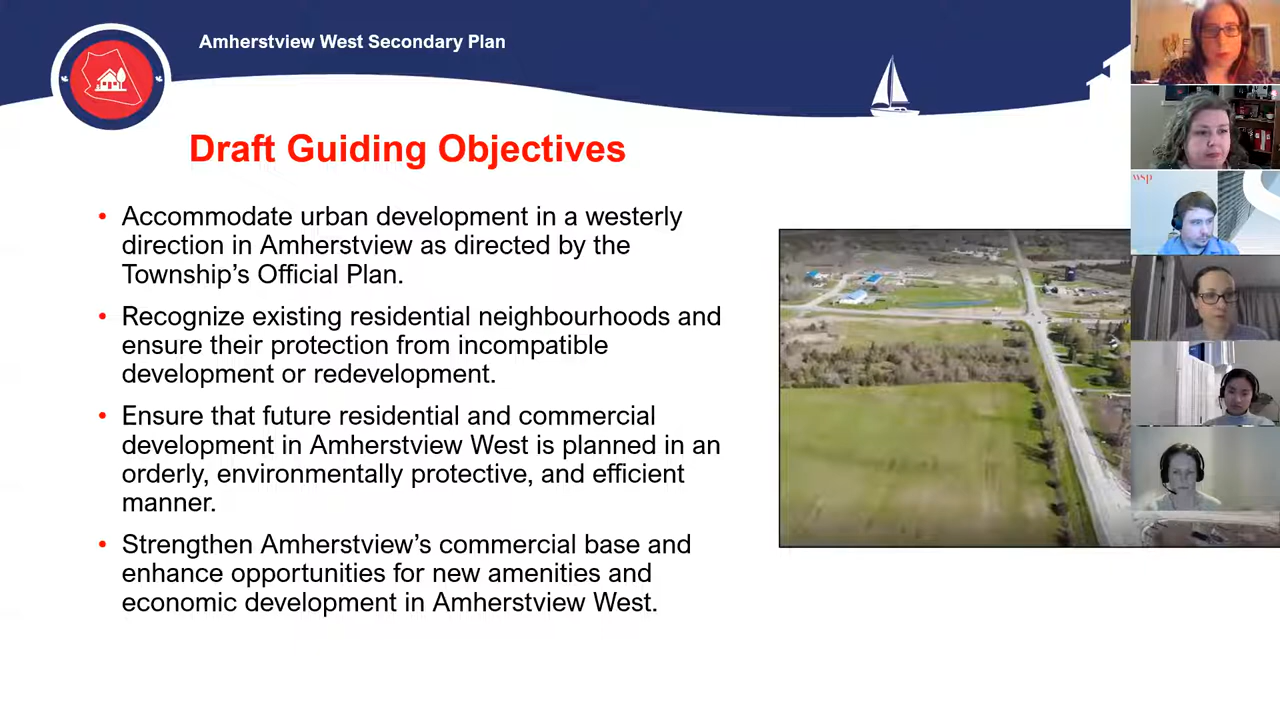 Amherstview West Secondary Plan
Draft Guiding Objectives
• Accommodate urban development in a westerly
direction in Amherstview as directed by the
Township’s Official Plan.
• Recognize existing residential neighbourhoods and
ensure their protection from incompatible
development or redevelopment.
• Ensure that future residential and commercial
development in Amherstview West is planned in an
orderly, environmentally protective, and efficient
manner.
• Strengthen Amherstview’s commercial base and
enhance opportunities for new amenities and
economic development in Amherstview West.
wsp